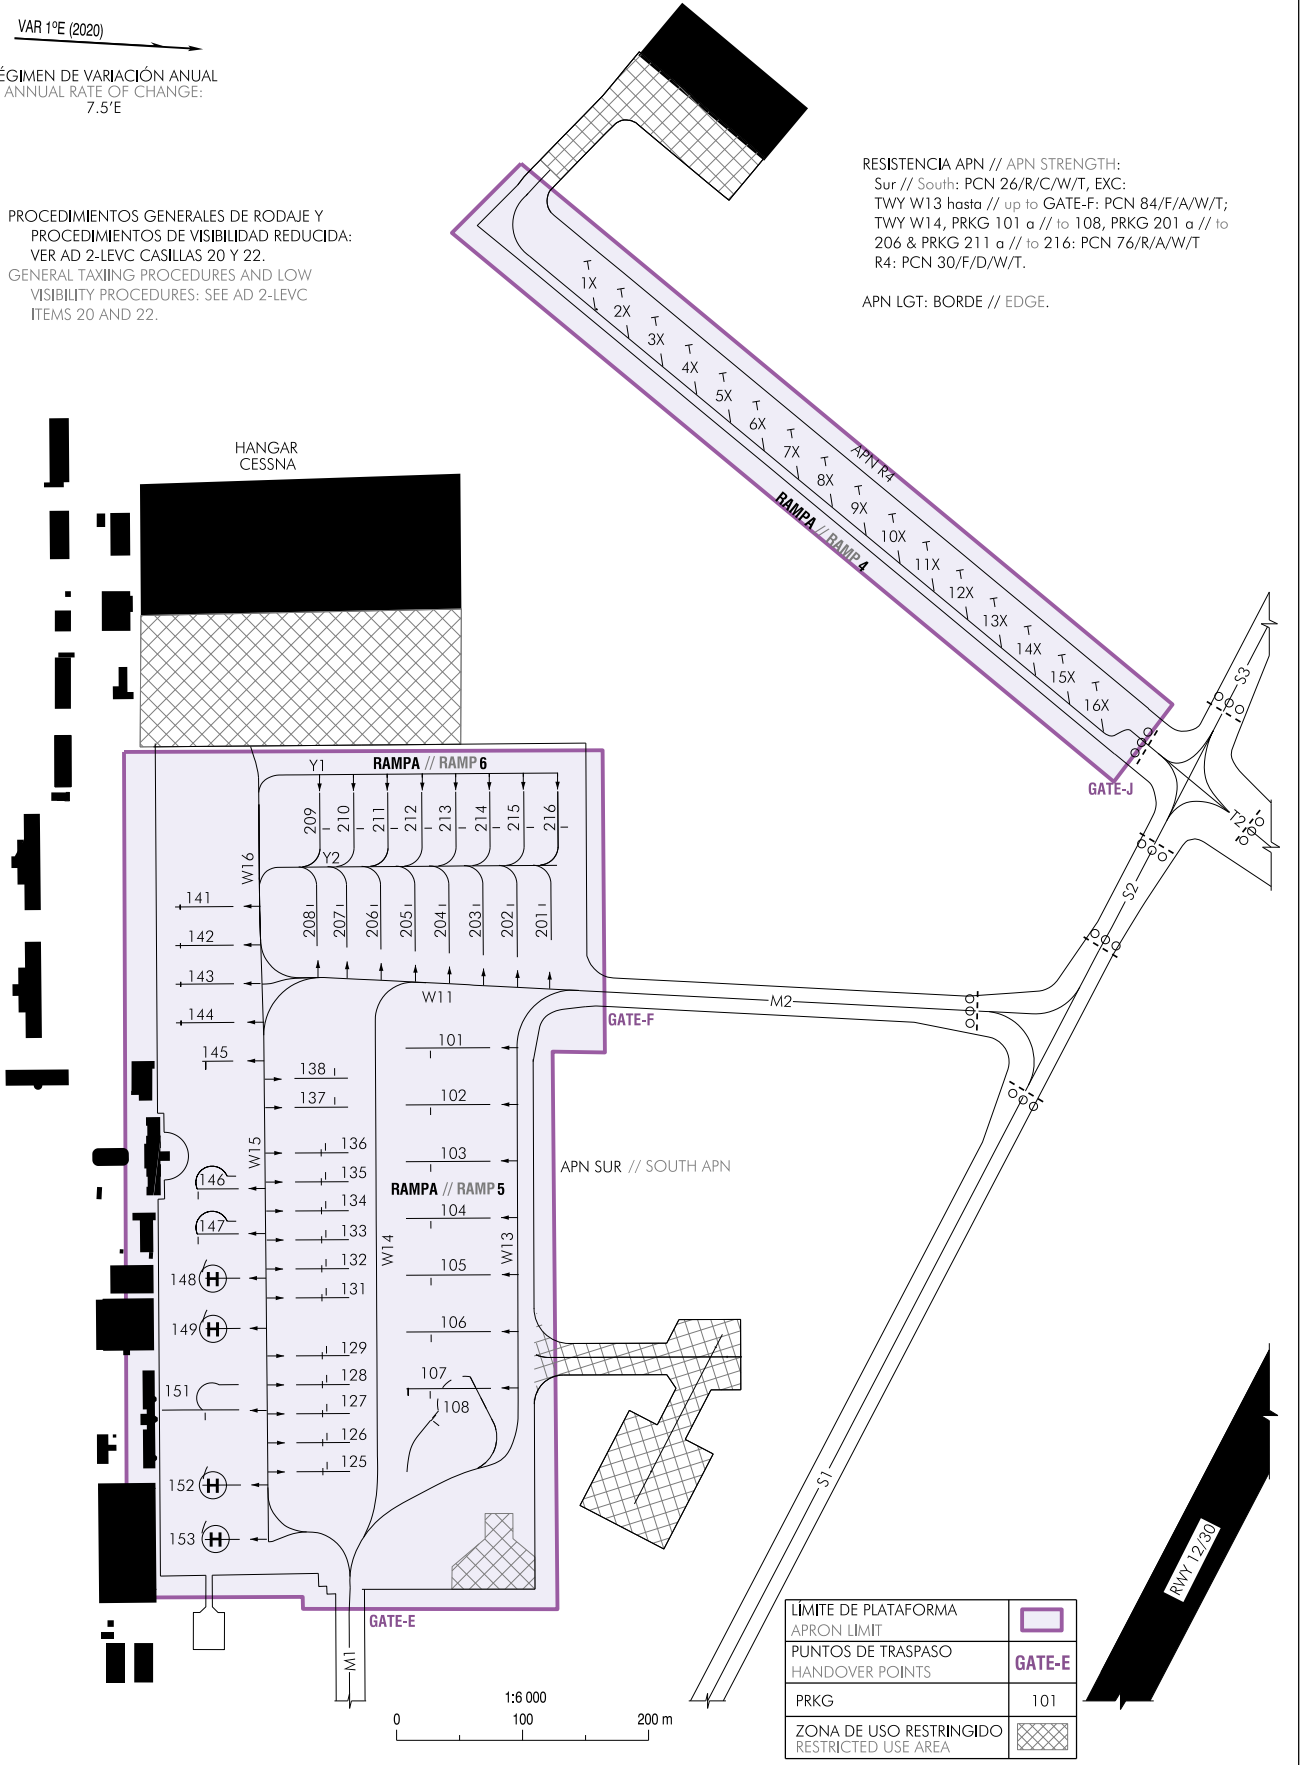 VAR 1ºE (2020)
ÉGIMEN DE VARIACIÓN ANUAL
ANNUAL RATE OF CHANGE:
7.5'E
PROCEDIMIENTOS GENERALES DE RODAJE Y
PROCEDIMIENTOS DE VISIBILIDAD REDUCIDA:
VER AD 2-LEVC CASILLAS 20 Y 22.
GENERAL TAXIING PROCEDURES AND LOW
VISIBILITY PROCEDURES: SEE AD 2-LEVC
ITEMS 20 AND 22.
RESISTENCIA APN // APN STRENGTH:
Sur // South: PCN 26/R/C/W/T, EXC:
TWY W13 hasta // up to GATE-F: PCN 84/F/A/W/T;
TWY W14, PRKG 101 a // to 108, PRKG 201 a // to
206 & PRKG 211 a // to 216: PCN 76/R/A/W/T
R4: PCN 30/F/D/W/T.
APN LGT: BORDE // EDGE.
1X
2X
3X
4X
5X
6X
7X
8X
9X
10X
11X
12X
13X
14X
15X
16X
APN R4
RAMPA // RAMP 4
GATE-J
S3
T2
S2
HANGAR
CESSNA
Y1
RAMPA // RAMP 6
209
210
211
212
213
214
215
216
Y2
W16
208
207
206
205
204
203
202
201
141
142
143
144
145
W11
M2
GATE-F
138
137
136
135
134
133
132
131
129
128
127
126
125
W15
146
147
148 H
149 H
151
152 H
153 H
101
102
103
RAMPA // RAMP 5
104
105
106
107
108
W14
W13
APN SUR // SOUTH APN
S1
RWY 12/30
GATE-E
M1
1:6 000
0 100 200 m
LÍMITE DE PLATAFORMA
APRON LIMIT
PUNTOS DE TRASPASO
HANDOVER POINTS
GATE-E
PRKG 101
ZONA DE USO RESTRINGIDO
RESTRICTED USE AREA